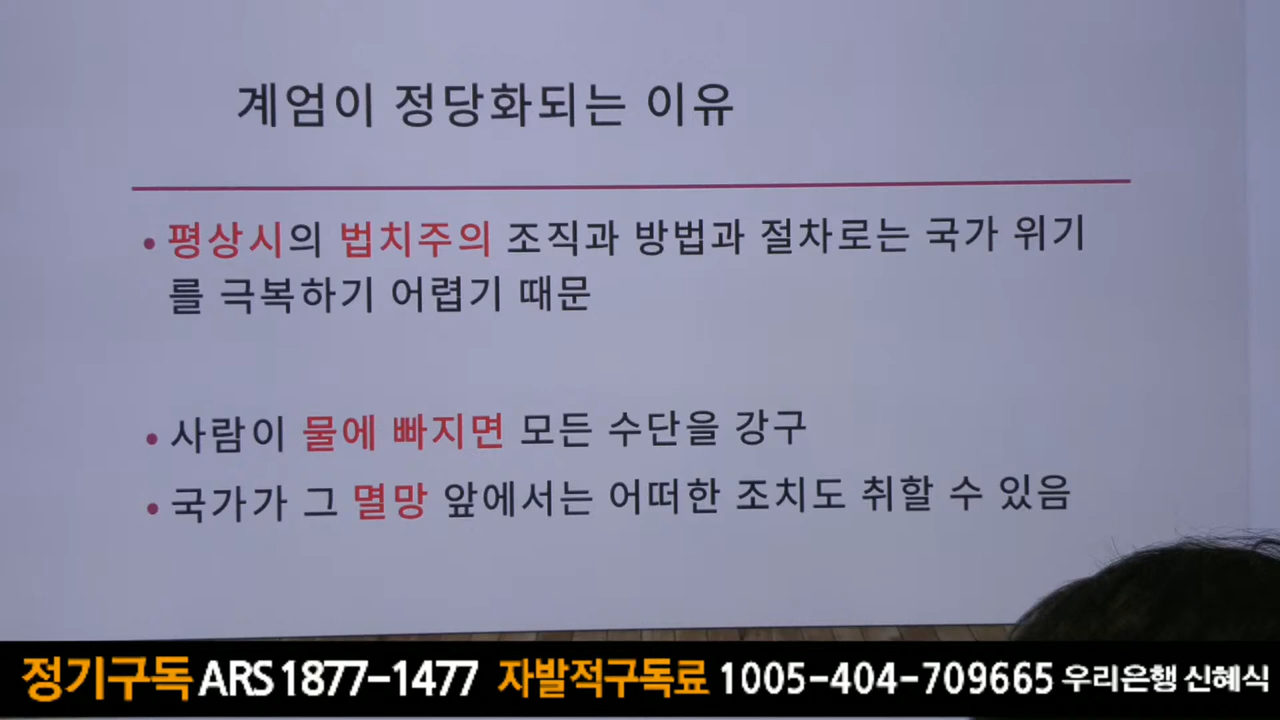 계엄이 정당화되는 이유
• 평상시의 법치주의 조직과 방법과 절차로는 국가 위기
를 극복하기 어렵기 때문
• 사람이 물에 빠지면 모든 수단을 강구
• 국가가 그 멸망 앞에서는 어떠한 조치도 취할 수 있음
정기구독 ARS 1877-1477 자발적구독료 1005-404-709665 우리은행 신혜식